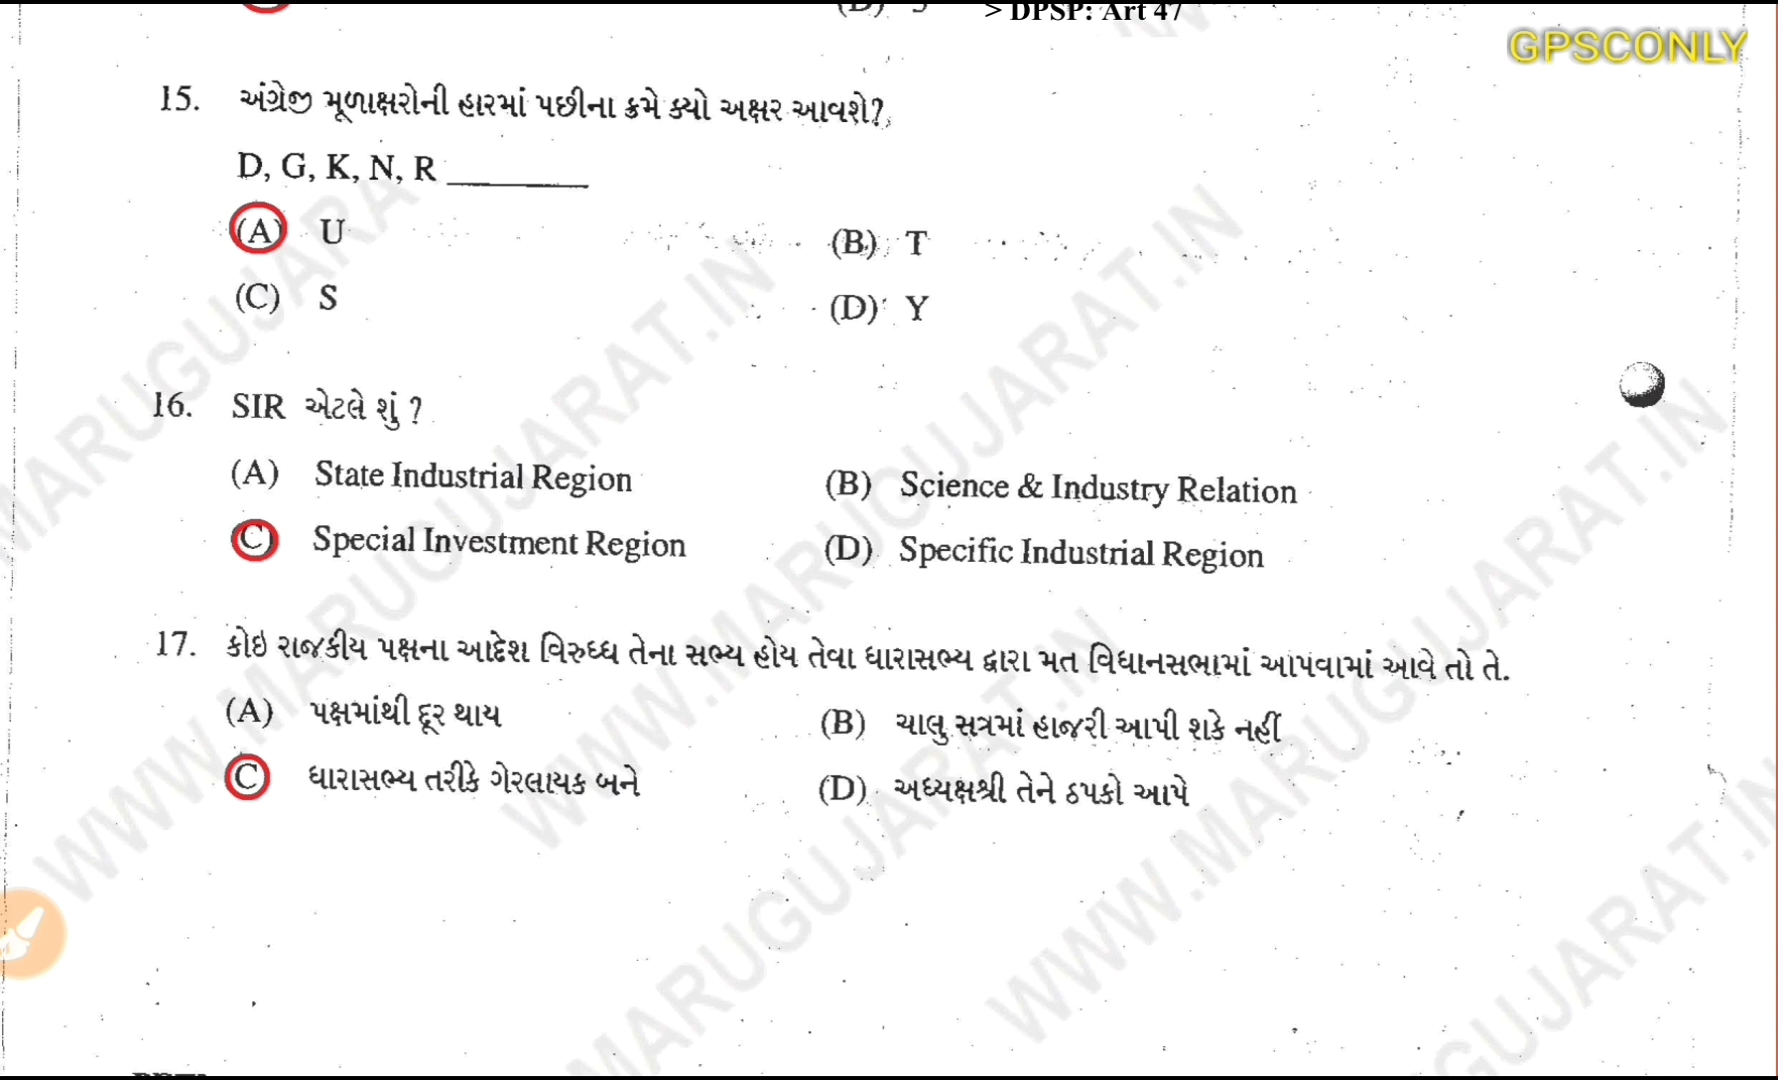 > DPSP: Art 47
GPSCONLY
15. અંગ્રેજી મૂળાક્ષરોની હારમાં પછીના ક્રમે ક્યો અક્ષર આવશે?
D, G, K, N, R ________
(A) U
(B) T
(C) S
(D) Y
16. SIR એટલે શું ?
(A) State Industrial Region
(B) Science & Industry Relation
(C) Special Investment Region
(D) Specific Industrial Region
17. કોઇ રાજકીય પક્ષના આદેશ વિરુધ્ધ તેના સભ્ય હોય તેવા ધારાસભ્ય દ્વારા મત વિધાનસભામાં આપવામાં આવે તો તે.
(A) પક્ષમાંથી દૂર થાય
(B) ચાલુ સત્રમાં હાજરી આપી શકે નહીં
(C) ધારાસભ્ય તરીકે ગેરલાયક બને
(D) અધ્યક્ષશ્રી તેને ઠપકો આપે
WWW.MARUGUJARAT.IN